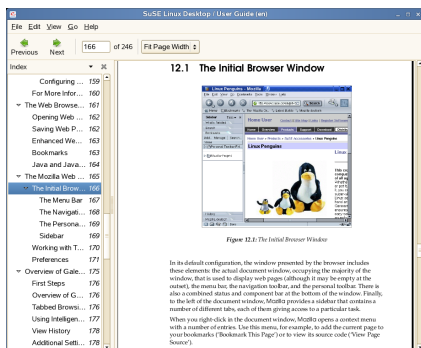 SuSE Linux Desktop / User Guide (en)
File Edit View Go Help
Previous Next 166 of 246 Fit Page Width
Index
Configuring ... 159
For More Infor... 160
The Web Browse... 161
Opening Web ... 162
Saving Web P... 162
Enhanced We... 163
Bookmarks 163
Java and Java... 164
The Mozilla Web ... 165
The Initial Brow... 166
The Menu Bar 167
The Navigati... 168
The Persona... 169
Sidebar 169
Working with T... 170
Preferences 171
Overview of Gale... 175
First Steps 176
Overview of G... 176
Tabbed Browsi... 176
Using Intelligen... 177
View History 178
Additional Setti... 178
12.1 The Initial Browser Window
Linux Penguins - Mozilla
File Edit View Go Bookmarks Tools Window Help
Home User
Linux Penguins
Figure 12.1: The Initial Browser Window
In its default configuration, the window presented by the browser includes
these elements: the actual document window, occupying the majority of the
window, that is used to display web pages (although it may be empty at the
outset), the menu bar, the navigation toolbar, and the personal toolbar. There is
also a combined status and component bar at the bottom of the window. Finally,
to the left of the document window, Mozilla provides a sidebar that contains a
number of different tabs, each of them giving access to a particular task.
When you right-click in the document window, Mozilla opens a context menu
with a number of entries. Use this menu, for example, to add the current page to
your bookmarks ('Bookmark This Page') or to view its source code ('View Page
Source').